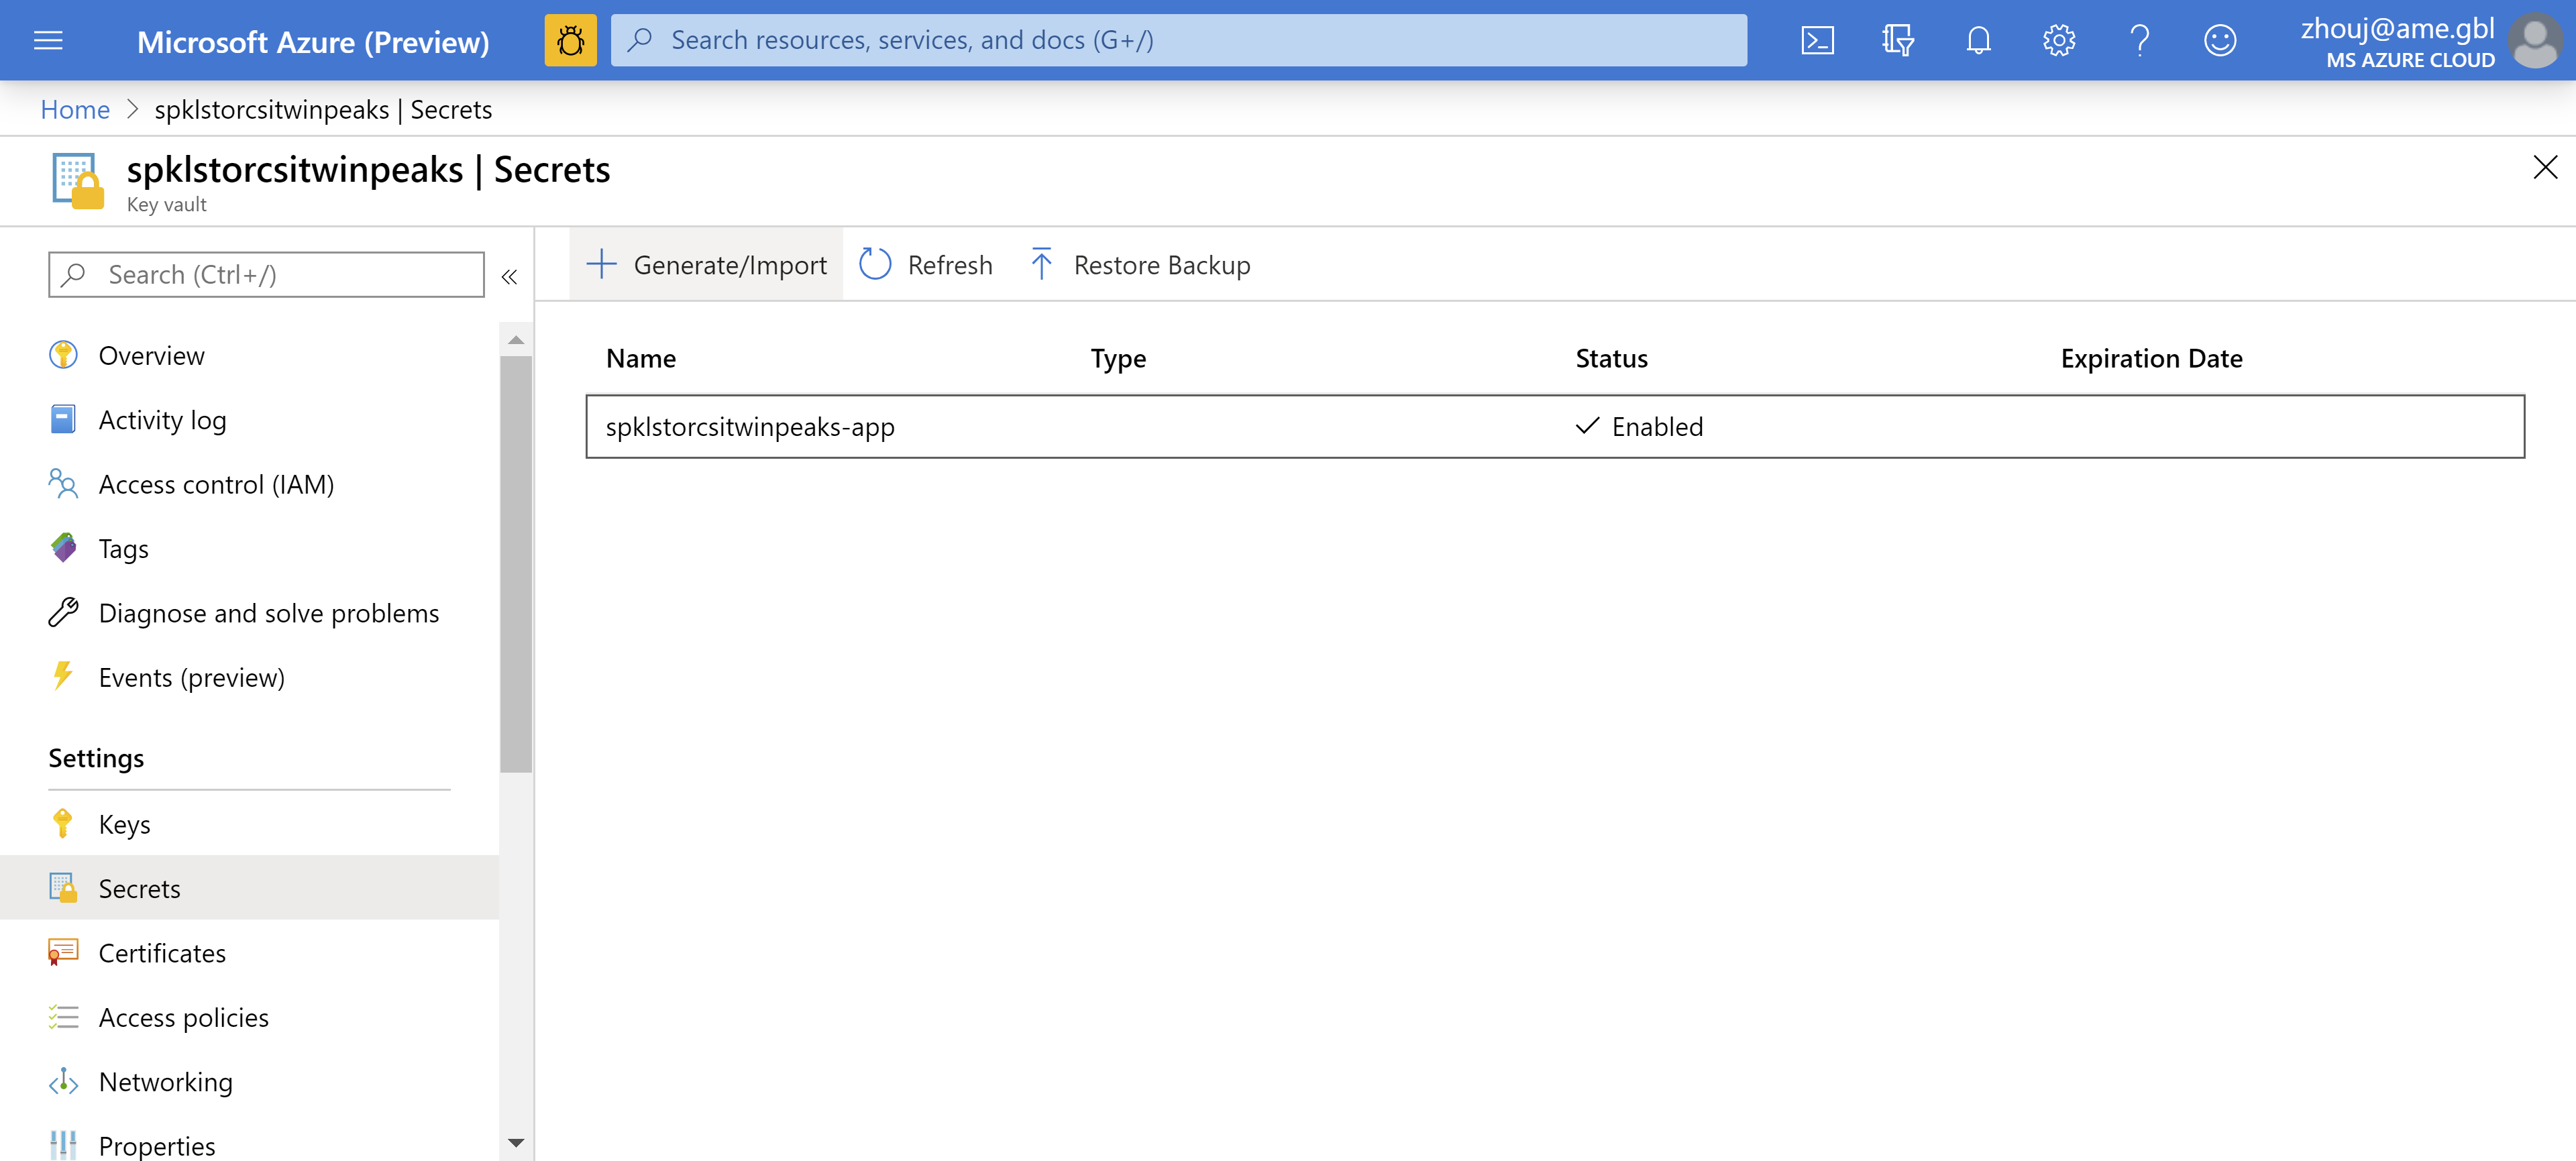 Microsoft Azure (Preview)
Search resources, services, and docs (G+/)
zhouj@ame.gbl
MS AZURE CLOUD
Home > spklstorcsitwinpeaks | Secrets
spklstorcsitwinpeaks | Secrets
Key vault
Search (Ctrl+/)
Overview
Activity log
Access control (IAM)
Tags
Diagnose and solve problems
Events (preview)
Settings
Keys
Secrets
Certificates
Access policies
Networking
Properties
Generate/Import Refresh Restore Backup
Name Type Status Expiration Date
spklstorcsitwinpeaks-app Enabled